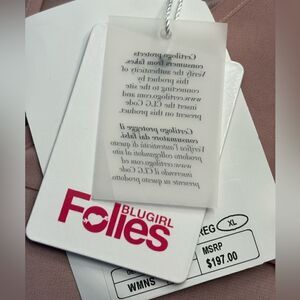 Certilogo protects
consumers from fakes.
Verify the authenticity of
this product by
connecting to the site
www.certilogo.com and
insert the CLG Code
present on this product.
Certilogo protegge il
consumatore dai falsi.
Verifica l'autenticità di questo
prodotto collegandoti al sito
www.certilogo.com ed
inserendo il CLG Code
presente su questo prodotto
BLUGIRL
Folies
REG XL
MSRP
$197.00
WMNS